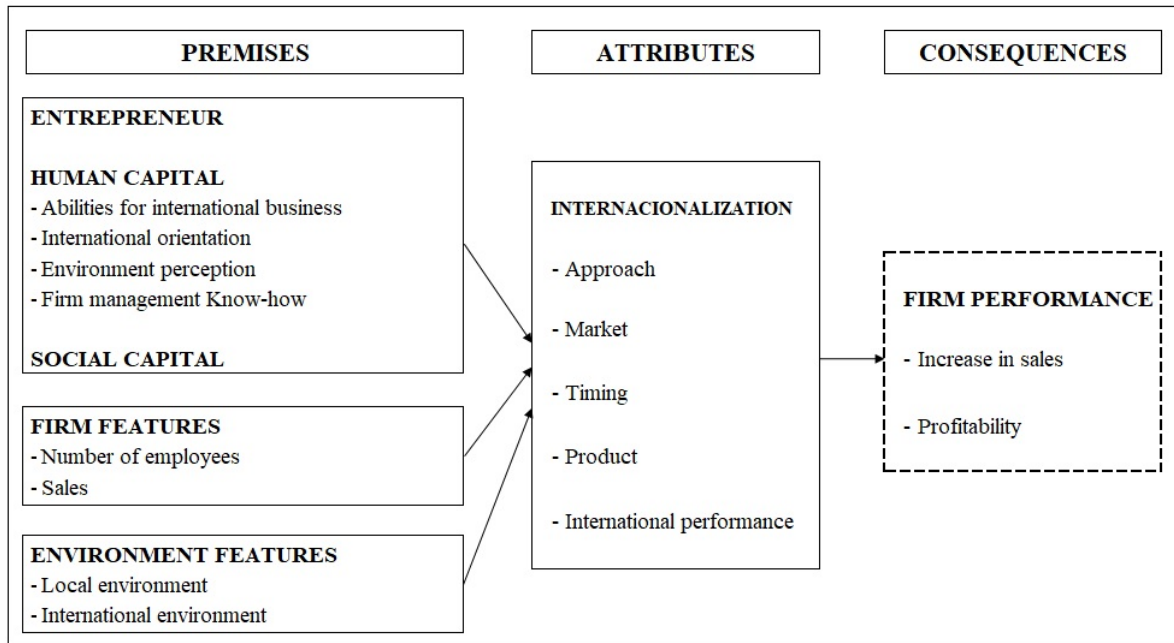 PREMISES
ATTRIBUTES
CONSEQUENCES
ENTREPRENEUR
HUMAN CAPITAL
- Abilities for international business
- International orientation
- Environment perception
- Firm management Know-how
SOCIAL CAPITAL
FIRM FEATURES
- Number of employees
- Sales
ENVIRONMENT FEATURES
- Local environment
- International environment
INTERNACIONALIZATION
- Approach
- Market
- Timing
- Product
- International performance
FIRM PERFORMANCE
- Increase in sales
- Profitability